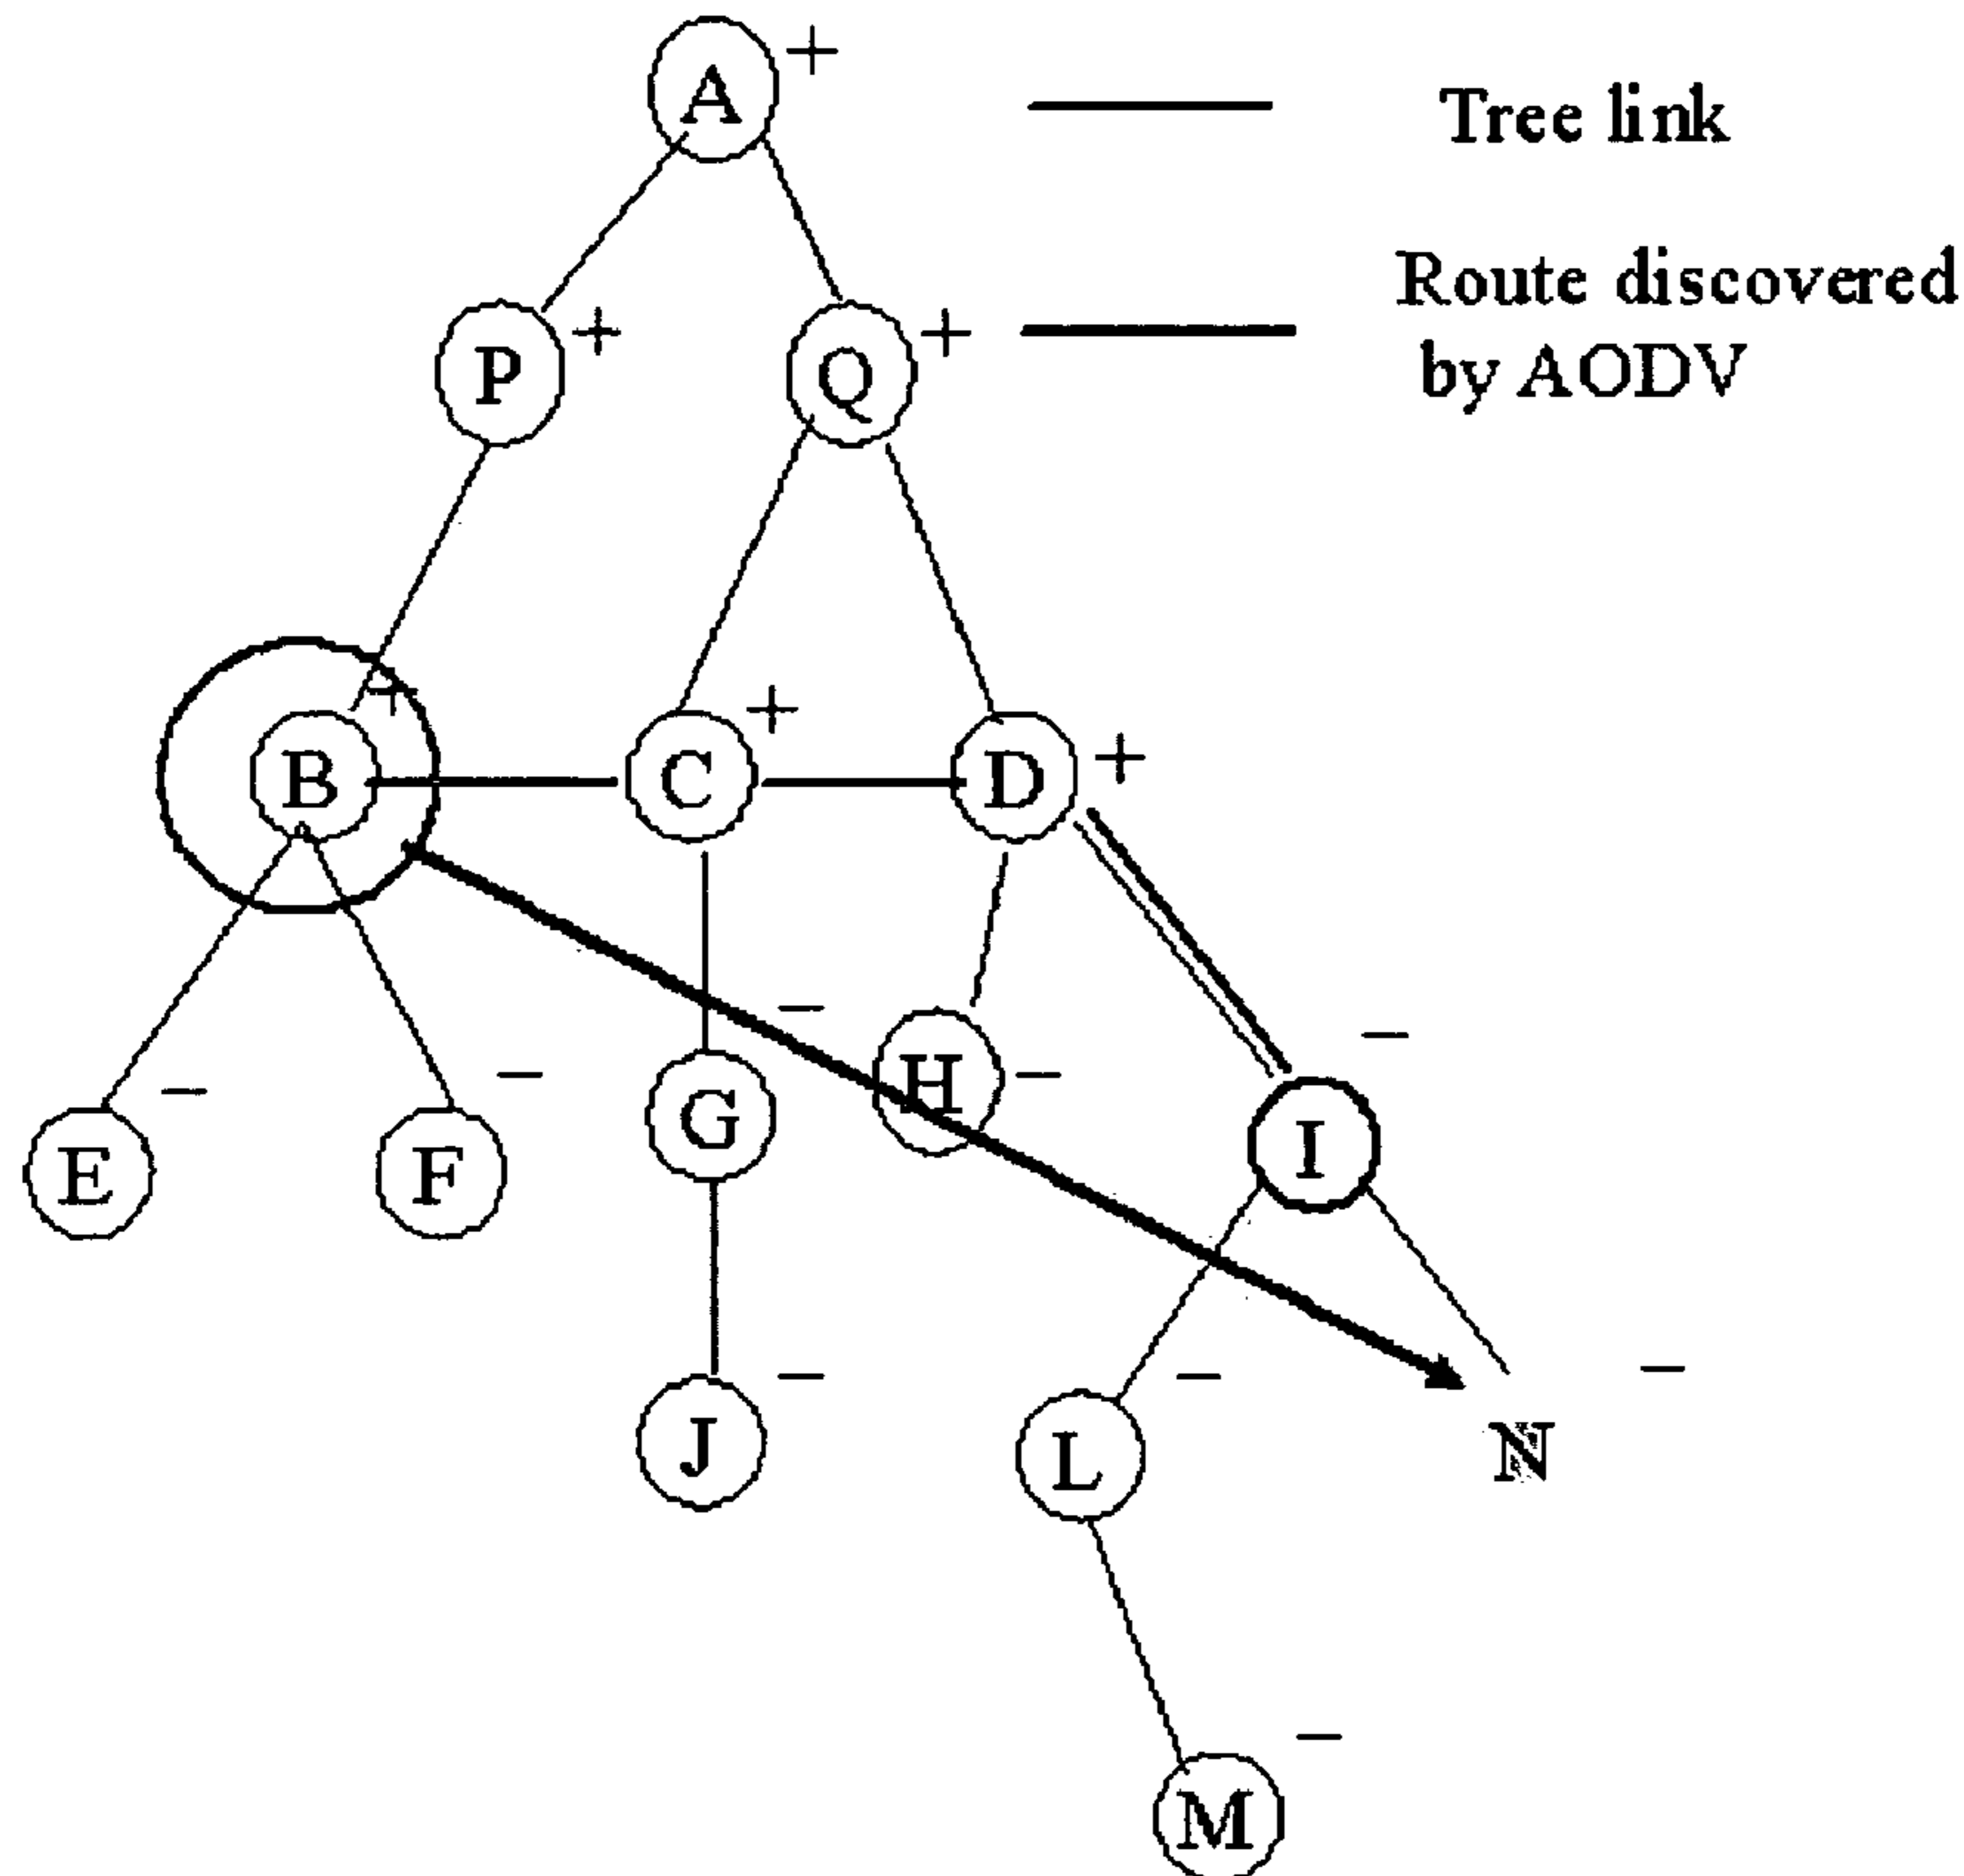 A +
Tree link
Route discovered
by AODV
P +
Q +
+
B
C +
D +
E −
F −
G −
H −
I −
J −
L −
N −
M −